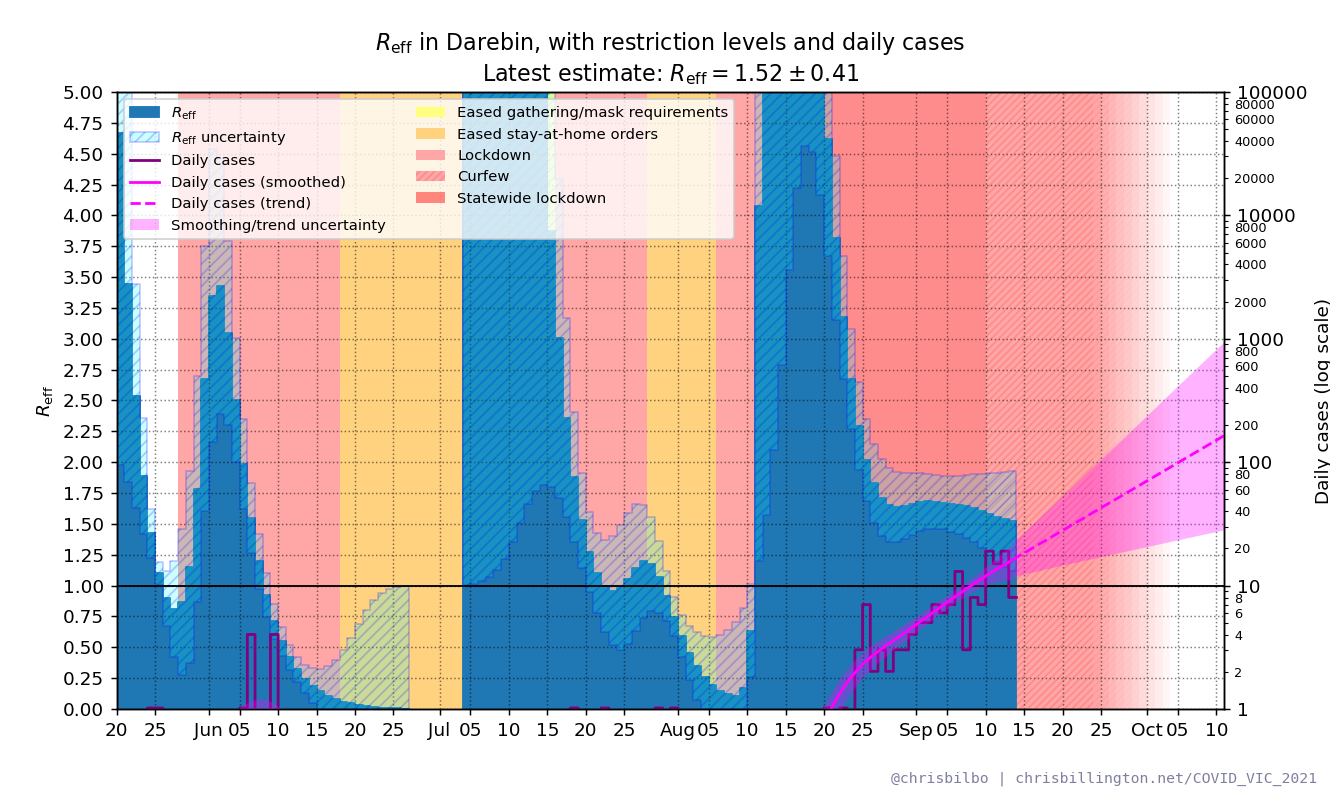 Reff in Darebin, with restriction levels and daily cases
Latest estimate: Reff = 1.52 ± 0.41
Reff
Reff uncertainty
Daily cases
Daily cases (smoothed)
Daily cases (trend)
Smoothing/trend uncertainty
Eased gathering/mask requirements
Eased stay-at-home orders
Lockdown
Curfew
Statewide lockdown
Reff
5.00
4.75
4.50
4.25
4.00
3.75
3.50
3.25
3.00
2.75
2.50
2.25
2.00
1.75
1.50
1.25
1.00
0.75
0.50
0.25
0.00
100000
80000
60000
40000
20000
10000
8000
6000
4000
2000
1000
800
600
400
200
100
80
60
40
20
10
8
6
4
2
1
Daily cases (log scale)
20 25 Jun 05 10 15 20 25 Jul 05 10 15 20 25 Aug 05 10 15 20 25 Sep 05 10 15 20 25 Oct 05 10
@chrisbilbo | chrisbillington.net/COVID_VIC_2021